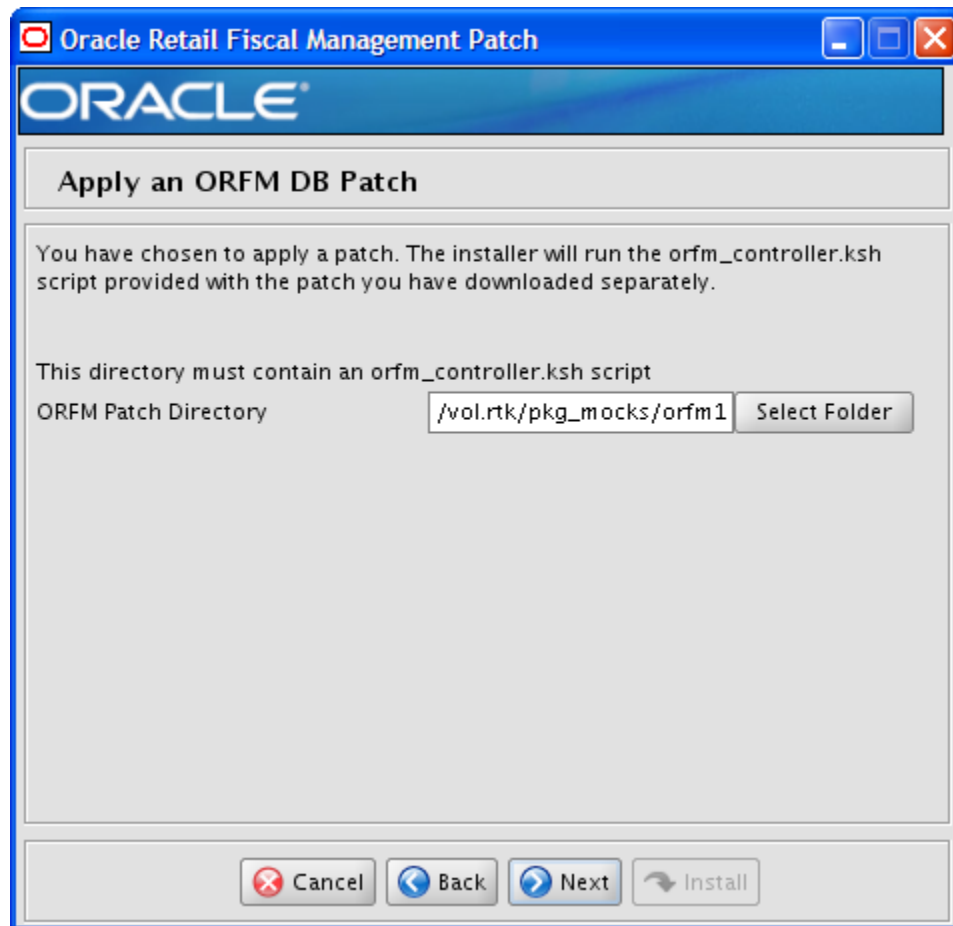 Oracle Retail Fiscal Management Patch
ORACLE®
Apply an ORFM DB Patch
You have chosen to apply a patch. The installer will run the orfm_controller.ksh
script provided with the patch you have downloaded separately.
This directory must contain an orfm_controller.ksh script
ORFM Patch Directory /vol.rtk/pkg_mocks/orfm1 Select Folder
Cancel Back Next Install